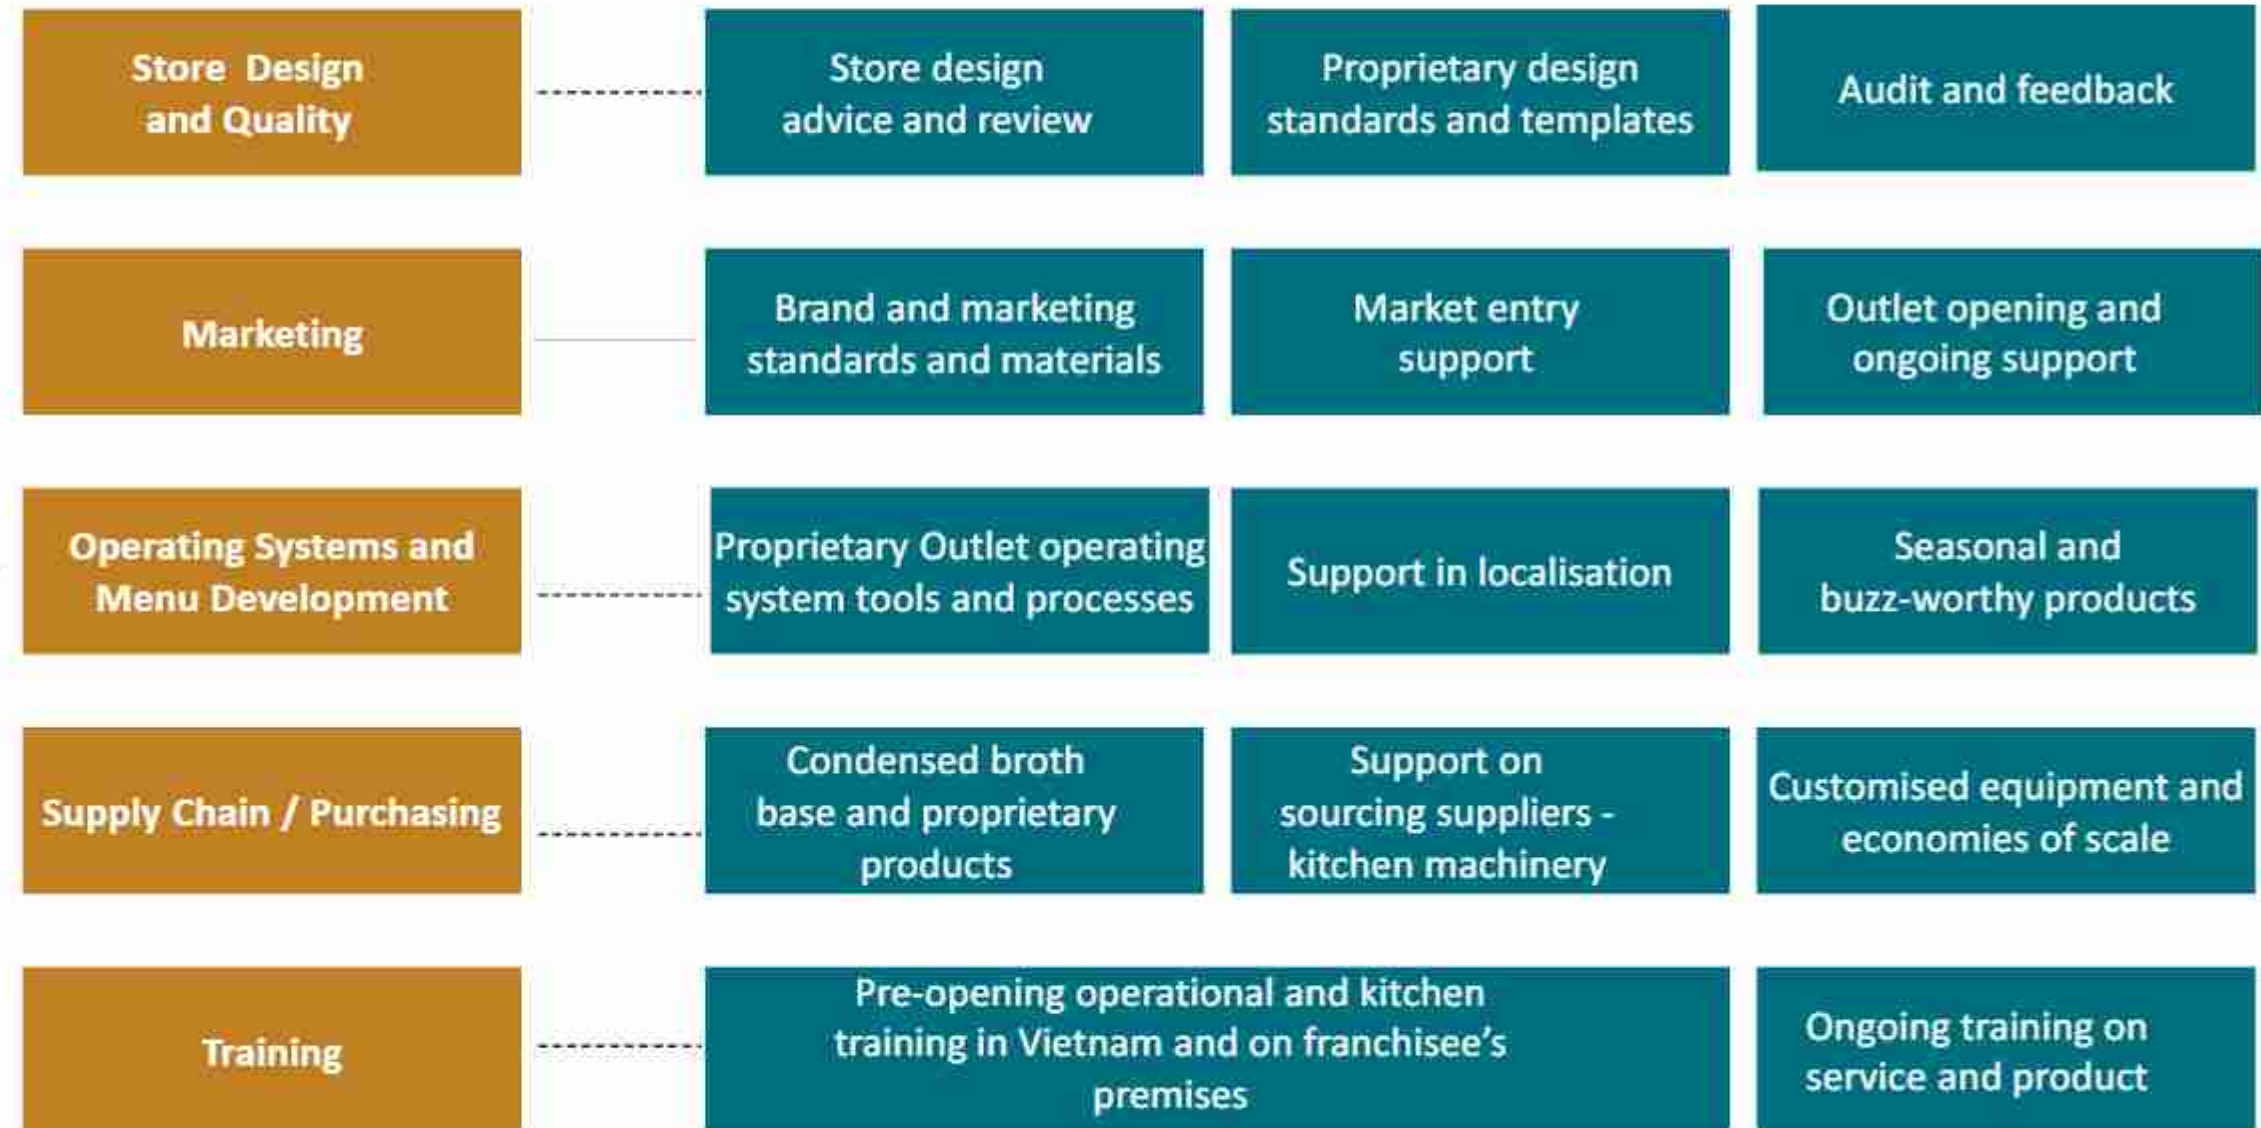 Store Design
and Quality
Store design
advice and review
Proprietary design
standards and templates
Audit and feedback
Marketing
Brand and marketing
standards and materials
Market entry
support
Outlet opening and
ongoing support
Operating Systems and
Menu Development
Proprietary Outlet operating
system tools and processes
Support in localisation
Seasonal and
buzz-worthy products
Supply Chain / Purchasing
Condensed broth
base and proprietary
products
Support on
sourcing suppliers -
kitchen machinery
Customised equipment and
economies of scale
Training
Pre-opening operational and kitchen
training in Vietnam and on franchisee’s
premises
Ongoing training on
service and product